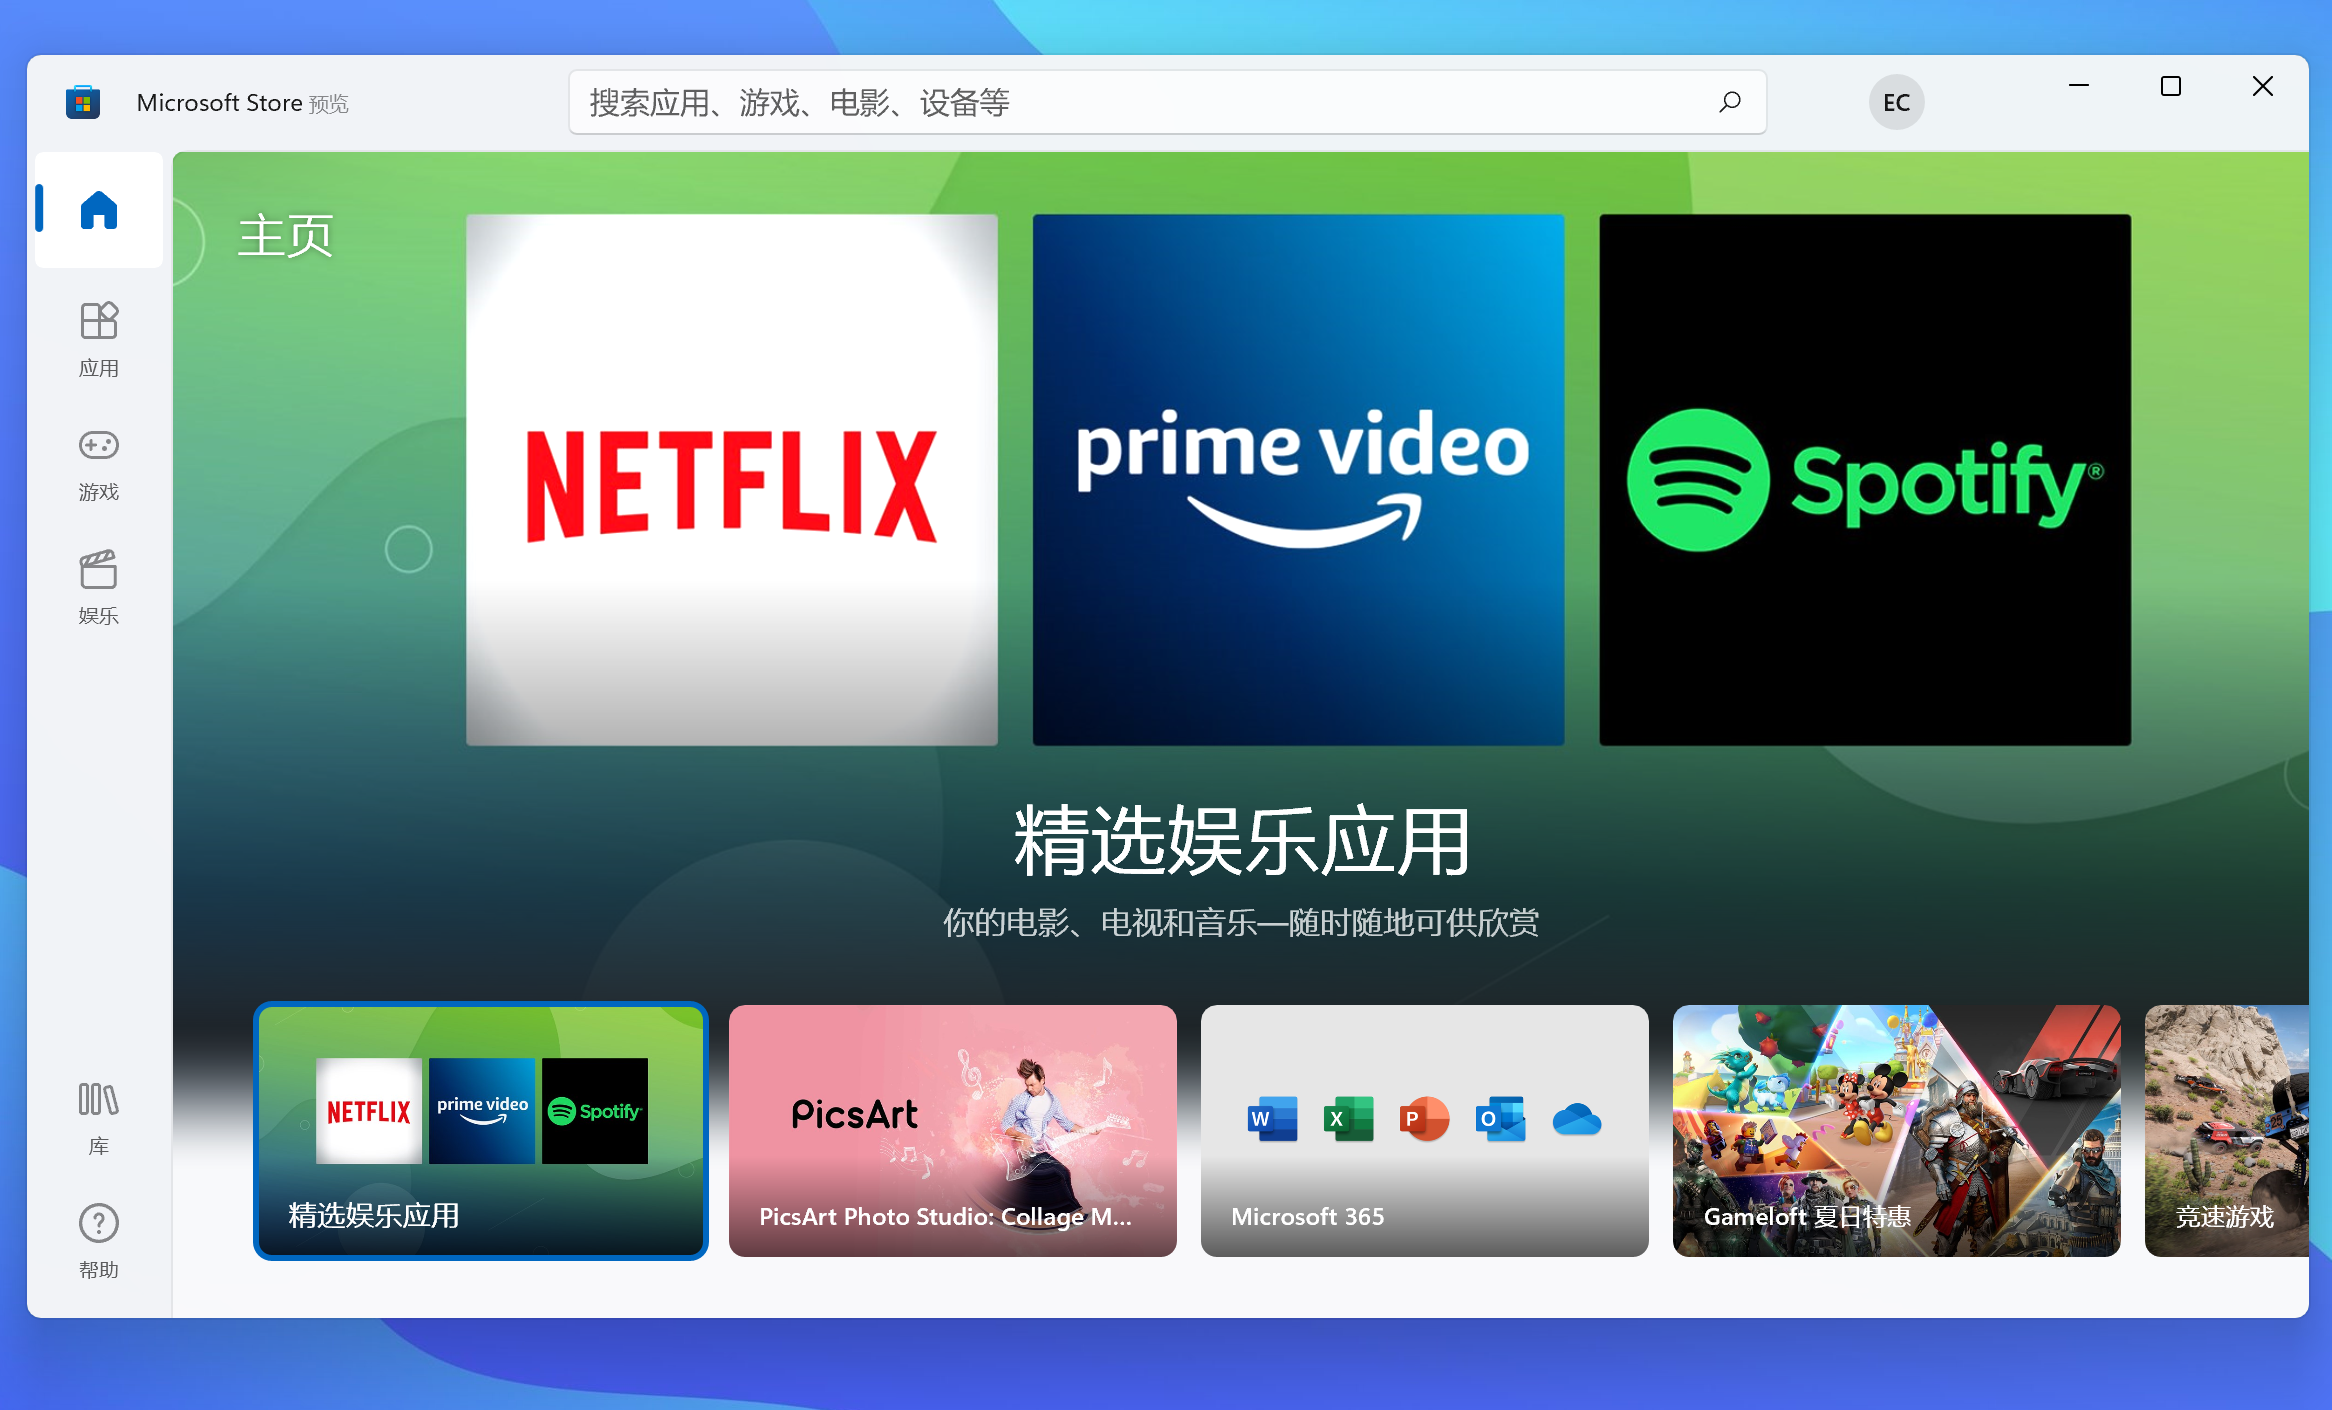 Microsoft Store 预览
搜索应用、游戏、电影、设备等
EC
主页
应用
游戏
娱乐
库
帮助
NETFLIX
prime video
Spotify®
精选娱乐应用
你的电影、电视和音乐—随时随地可供欣赏
NETFLIX
prime video
Spotify
精选娱乐应用
PicsArt
PicsArt Photo Studio: Collage M...
W X P O
Microsoft 365
Gameloft 夏日特惠
竞速游戏